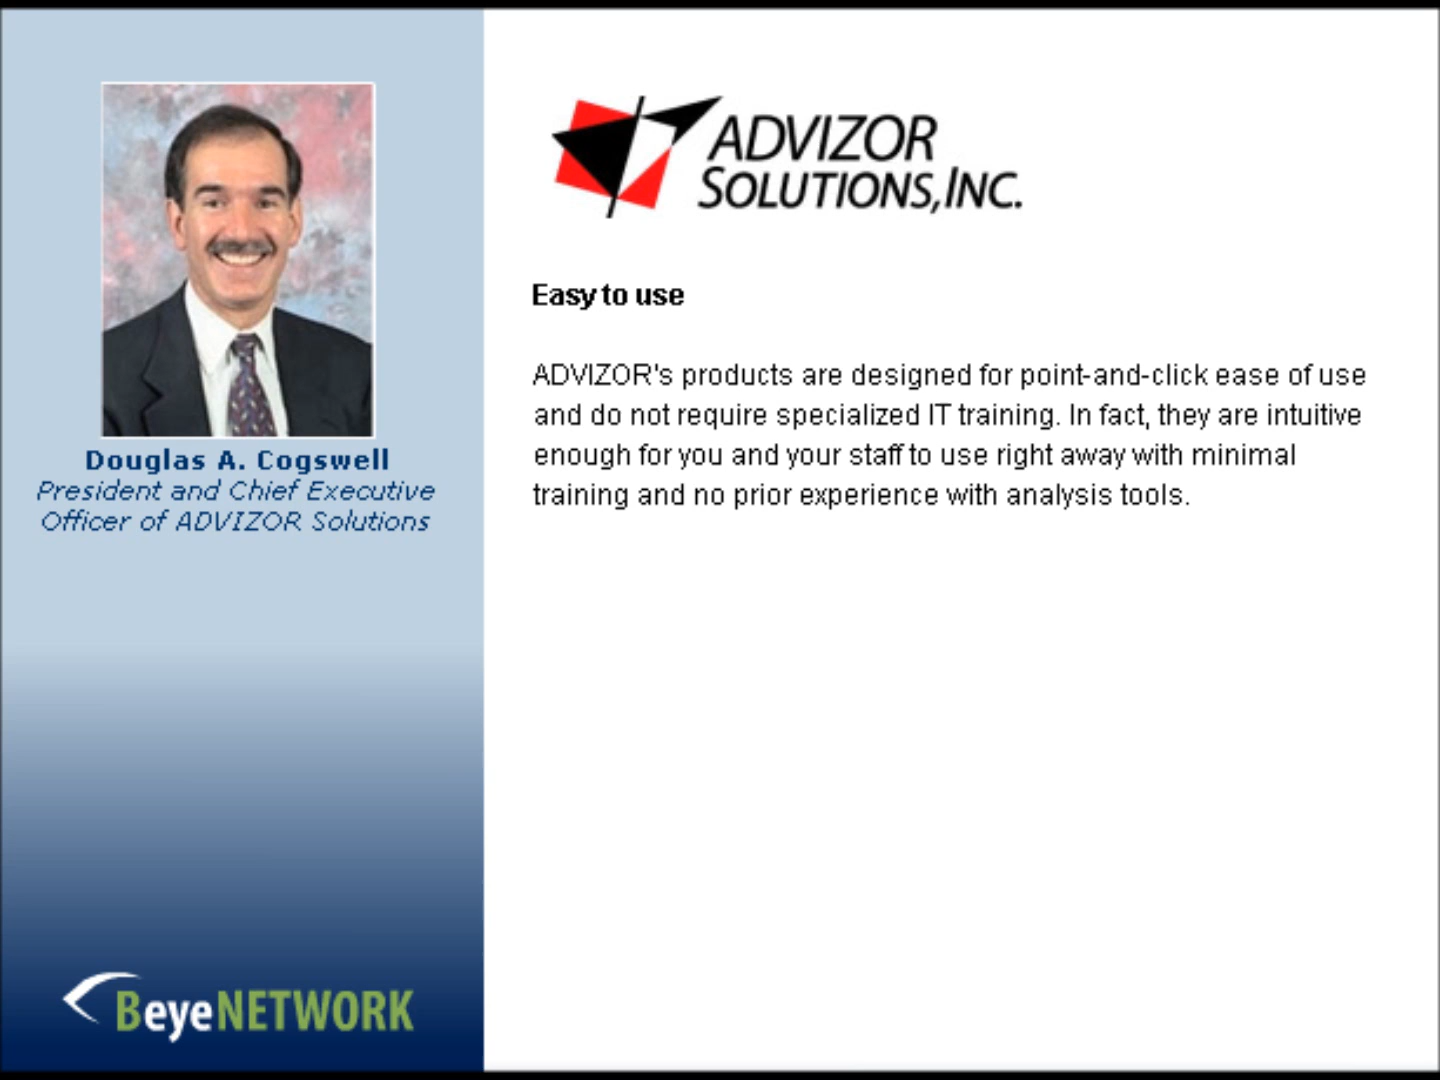 Douglas A. Cogswell
President and Chief Executive
Officer of ADVIZOR Solutions
BeyeNETWORK
ADVIZOR
SOLUTIONS, INC.
Easy to use
ADVIZOR's products are designed for point-and-click ease of use
and do not require specialized IT training. In fact, they are intuitive
enough for you and your staff to use right away with minimal
training and no prior experience with analysis tools.